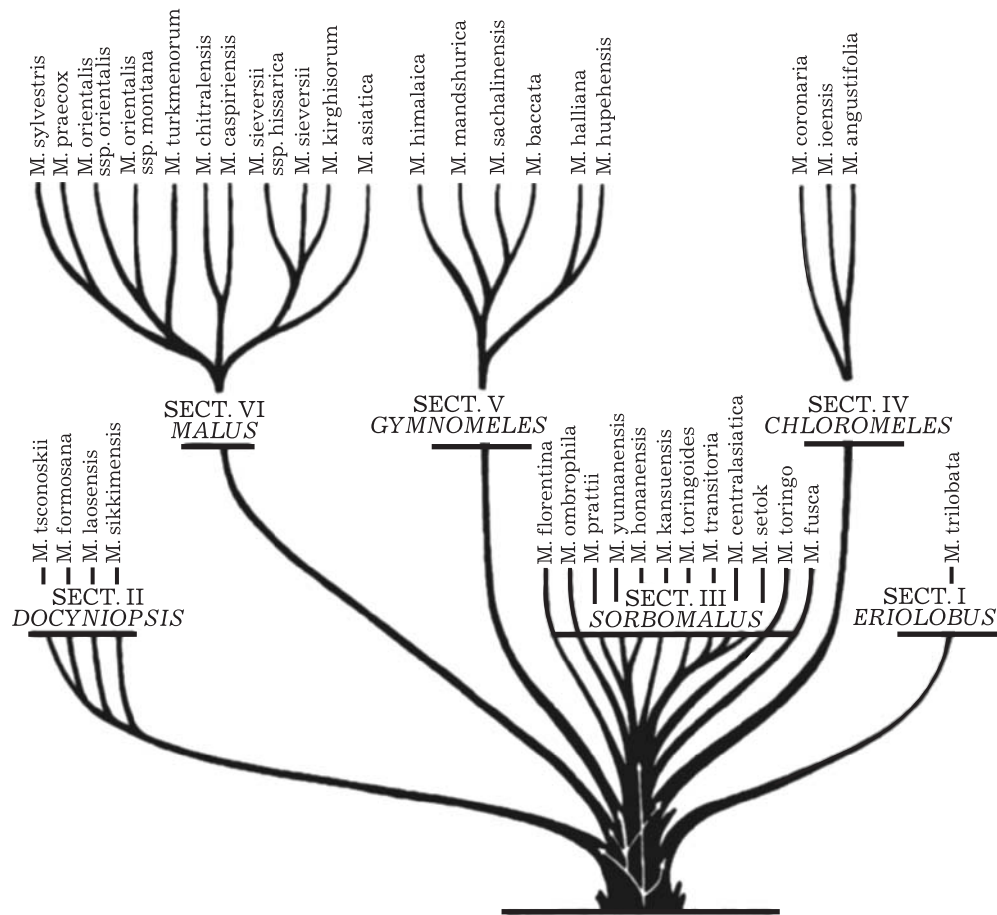 M. sylvestris
M. praecox
M. orientalis
ssp. orientalis
M. orientalis
ssp. montana
M. turkmenorum
M. chitralensis
M. caspiriensis
M. sieversii
ssp. hissarica
M. sieversii
M. kirghisorum
M. asiatica
M. himalaica
M. mandshurica
M. sachalinensis
M. baccata
M. halliana
M. hupehensis
M. coronaria
M. ioensis
M. angustifolia
SECT. VI
MALUS
SECT. V
GYMNOMELES
SECT. IV
CHLOROMELES
M. tsconoskii
M. formosana
M. laosensis
M. sikkimensis
SECT. II
DOCYNIOPSIS
M. florentina
M. ombrophila
M. prattii
M. yunnanensis
M. honanensis
M. kansuensis
M. toringoides
M. transitoria
M. centralasiatica
M. setok
M. toringo
M. fusca
SECT. III
SORBOMALUS
M. trilobata
SECT. I
ERIOLOBUS